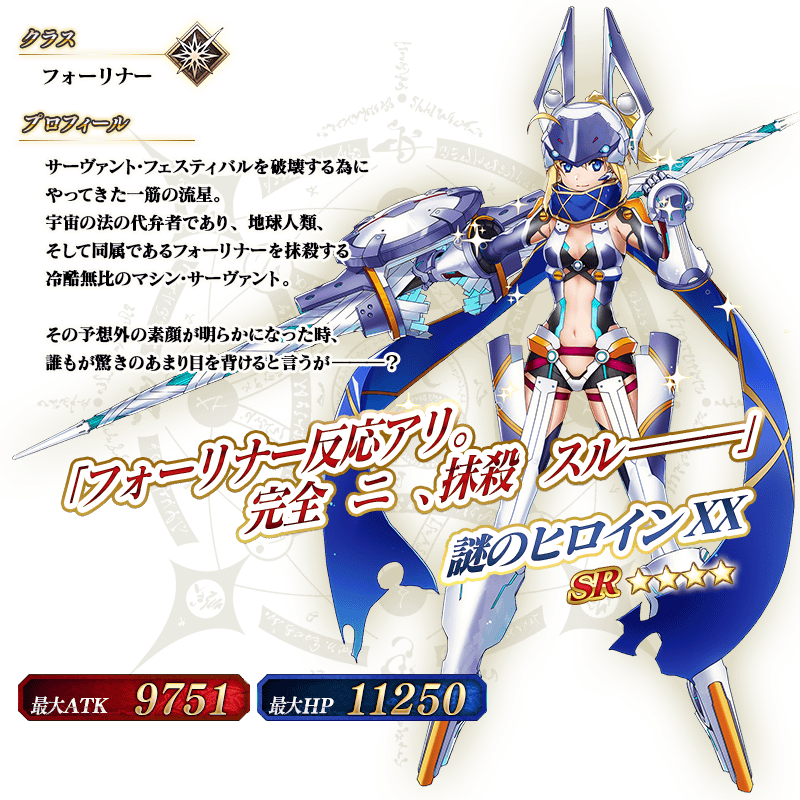 クラス
フォーリナー
プロフィール
サーヴァント･フェスティバルを破壊する為に
やってきた一筋の流星。
宇宙の法の代弁者であり、地球人類、
そして同属であるフォーリナーを抹殺する
冷酷無比のマシン･サーヴァント。
その予想外の素顔が明らかになった時、
誰もが驚きのあまり目を背けると言うが───？
「フォーリナー反応アリ。
完全 ニ 、抹殺 スル───」
謎のヒロインXX
SR ★★★★
最大ATK 9751
最大HP 11250